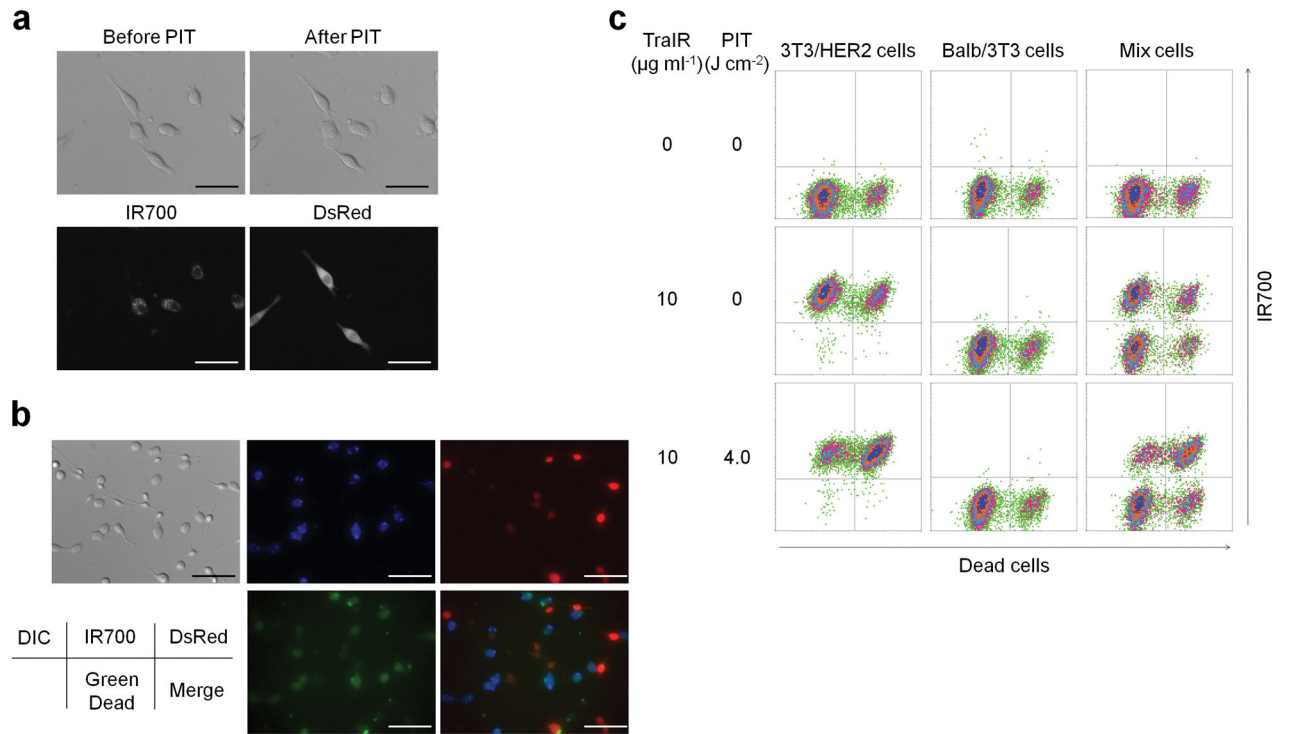 a
Before PIT
After PIT
IR700
DsRed
b
DIC
IR700
DsRed
Green
Dead
Merge
c
TraIR
(μg ml-1)
PIT
(J cm-2)
3T3/HER2 cells
Balb/3T3 cells
Mix cells
0
0
10
0
10
4.0
IR700
Dead cells